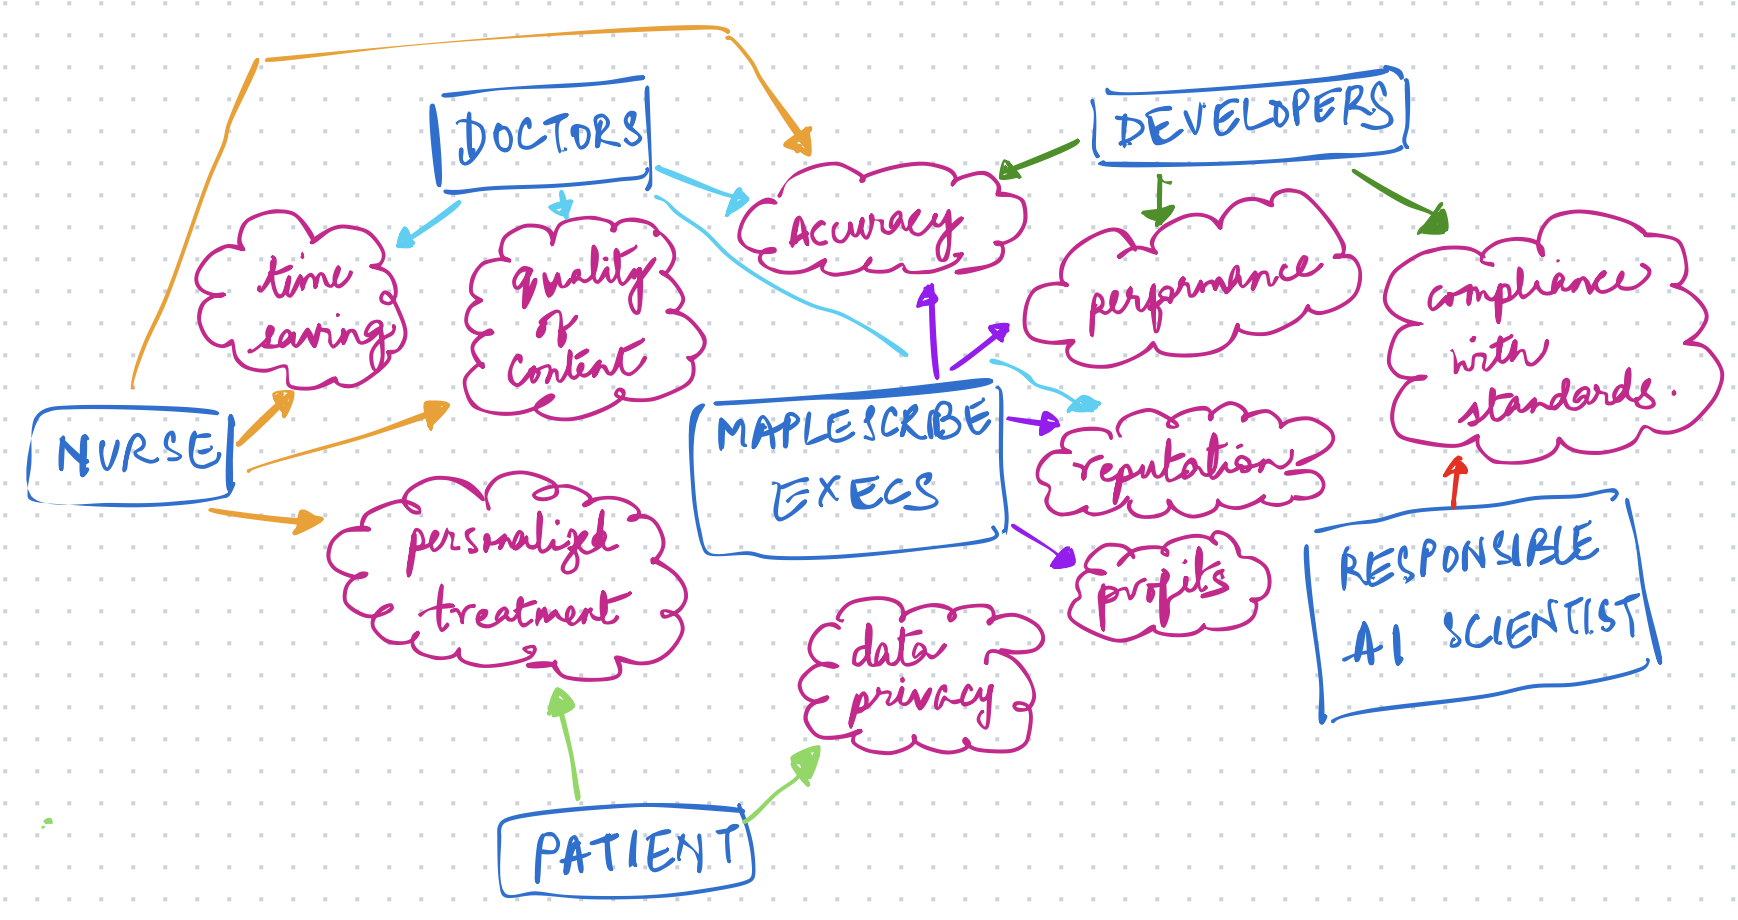 DOCTORS
DEVELOPERS
Accuracy
time
saving
quality
of
content
performance
compliance
with
standards.
NURSE
MAPLESCRIBE
EXECS
reputation
personalized
treatment
profits
RESPONSIBLE
AI SCIENTIST
data
privacy
PATIENT